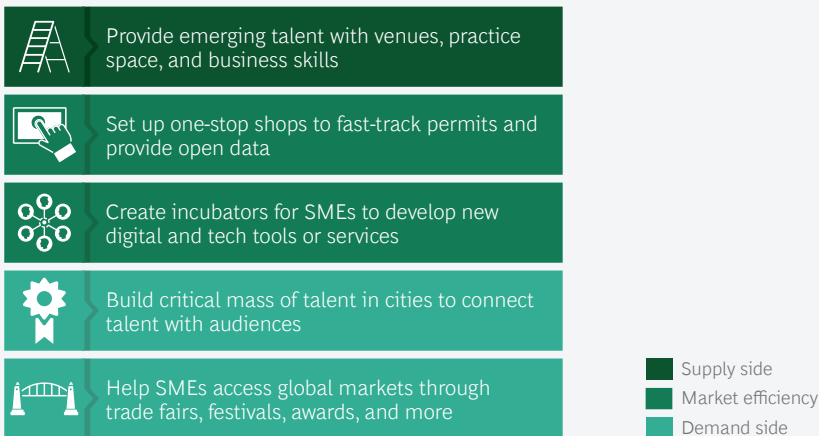 Provide emerging talent with venues, practice
space, and business skills
Set up one-stop shops to fast-track permits and
provide open data
Create incubators for SMEs to develop new
digital and tech tools or services
Build critical mass of talent in cities to connect
talent with audiences
Help SMEs access global markets through
trade fairs, festivals, awards, and more
Supply side
Market efficiency
Demand side